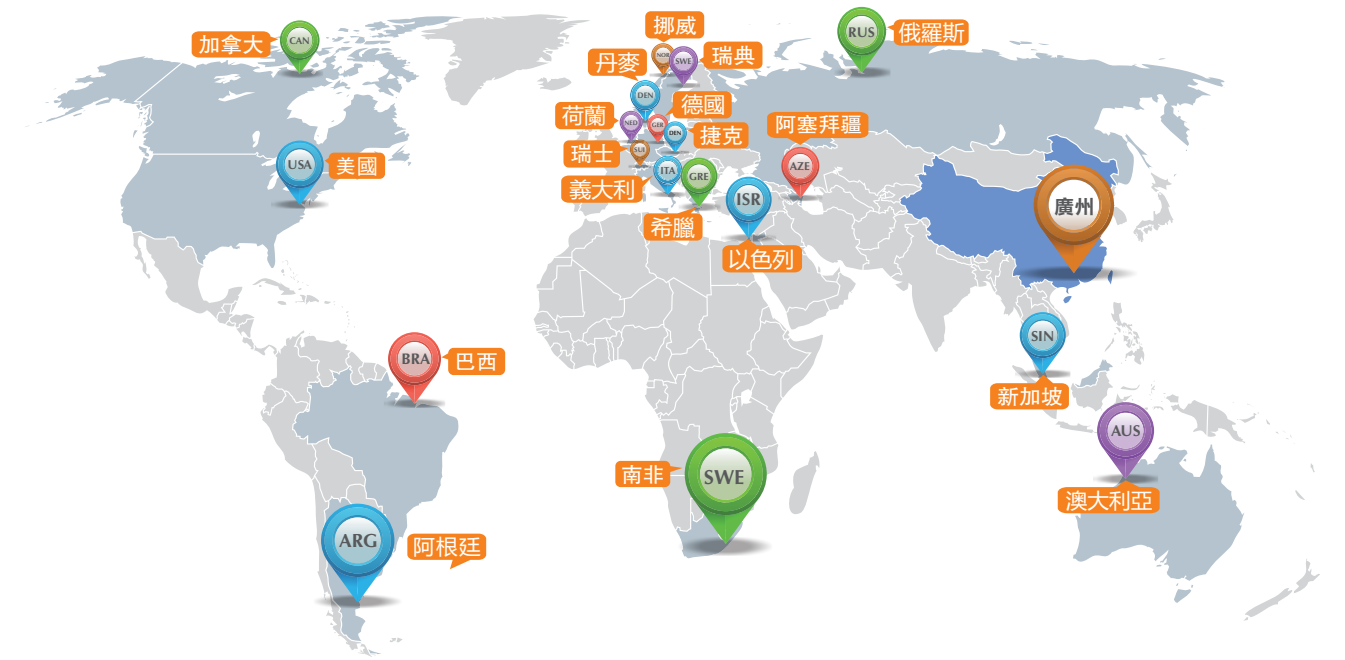 挪威
RUS
俄羅斯
加拿大
CAN
NOR
SWE
瑞典
丹麥
DEN
德國
荷蘭
NED
GER
DEN
捷克
阿塞拜疆
瑞士
SUI
USA
美國
ITA
GRE
AZE
義大利
ISR
廣州
希臘
以色列
SIN
BRA
巴西
新加坡
AUS
南非
SWE
澳大利亞
ARG
阿根廷